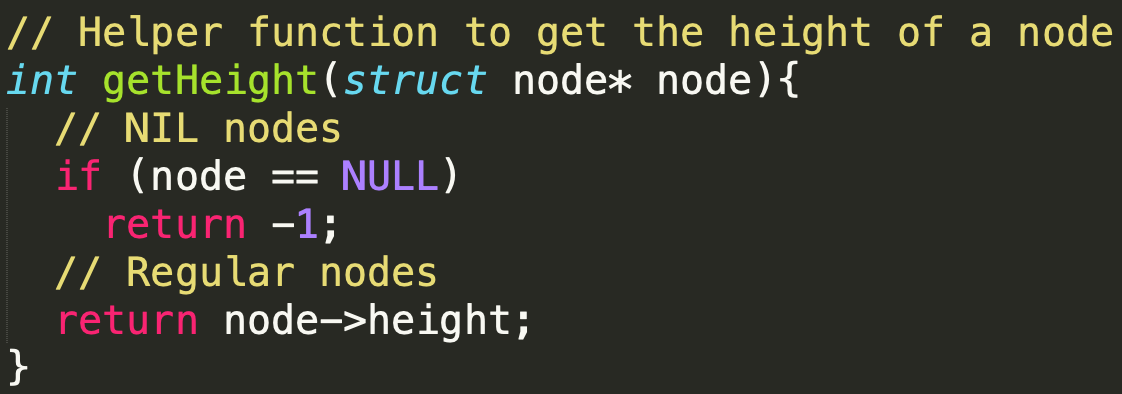 // Helper function to get the height of a node
int getHeight(struct node* node){
  // NIL nodes
  if (node == NULL)
    return -1;
  // Regular nodes
  return node->height;
}